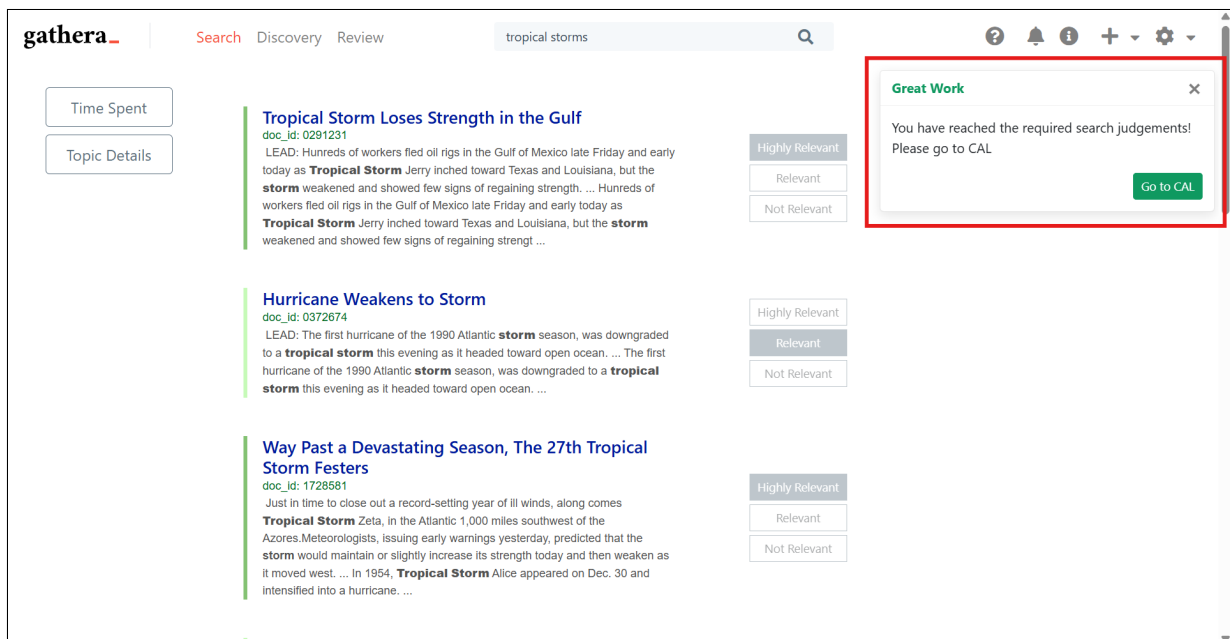 gathera_
Search Discovery Review
tropical storms
Great Work
You have reached the required search judgements!
Please go to CAL
Go to CAL
Time Spent
Topic Details
Tropical Storm Loses Strength in the Gulf
doc_id: 0291231
LEAD: Hunreds of workers fled oil rigs in the Gulf of Mexico late Friday and early
today as Tropical Storm Jerry inched toward Texas and Louisiana, but the
storm weakened and showed few signs of regaining strength. ... Hunreds of
workers fled oil rigs in the Gulf of Mexico late Friday and early today as
Tropical Storm Jerry inched toward Texas and Louisiana, but the storm
weakened and showed few signs of regaining strengt ...
Highly Relevant
Relevant
Not Relevant
Hurricane Weakens to Storm
doc_id: 0372674
LEAD: The first hurricane of the 1990 Atlantic storm season, was downgraded
to a tropical storm this evening as it headed toward open ocean. ... The first
hurricane of the 1990 Atlantic storm season, was downgraded to a tropical
storm this evening as it headed toward open ocean. ...
Highly Relevant
Relevant
Not Relevant
Way Past a Devastating Season, The 27th Tropical
Storm Festers
doc_id: 1728581
Just in time to close out a record-setting year of ill winds, along comes
Tropical Storm Zeta, in the Atlantic 1,000 miles southwest of the
Azores.Meteorologists, issuing early warnings yesterday, predicted that the
storm would maintain or slightly increase its strength today and then weaken as
it moved west. ... In 1954, Tropical Storm Alice appeared on Dec. 30 and
intensified into a hurricane. ...
Highly Relevant
Relevant
Not Relevant